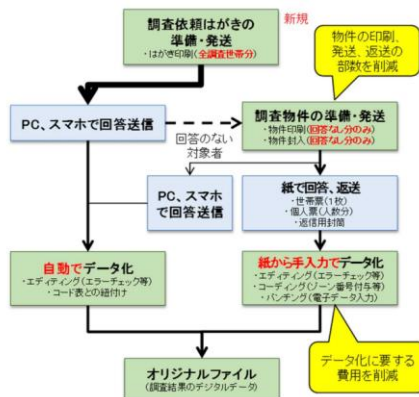 調査依頼はがきの
準備・発送
・はがき印刷(全調査世帯分)
新規
物件の印刷、
発送、返送の
部数を削減
PC、スマホで回答送信
回答のない
対象者
調査物件の準備・発送
・物件印刷(回答なし分のみ)
・物件封入(回答なし分のみ)
PC、スマホ
で回答送信
紙で回答、返送
・世帯票(1枚)
・個人票(人数分)
・返信用封筒
自動でデータ化
・エディティング(エラーチェック等)
・コード表との紐付け
紙から手入力でデータ化
・エディティング(エラーチェック等)
・コーディング(ゾーン番号付与等)
・パンチング(電子データ入力)
オリジナルファイル
(調査結果のデジタルデータ)
データ化に要する
費用を削減